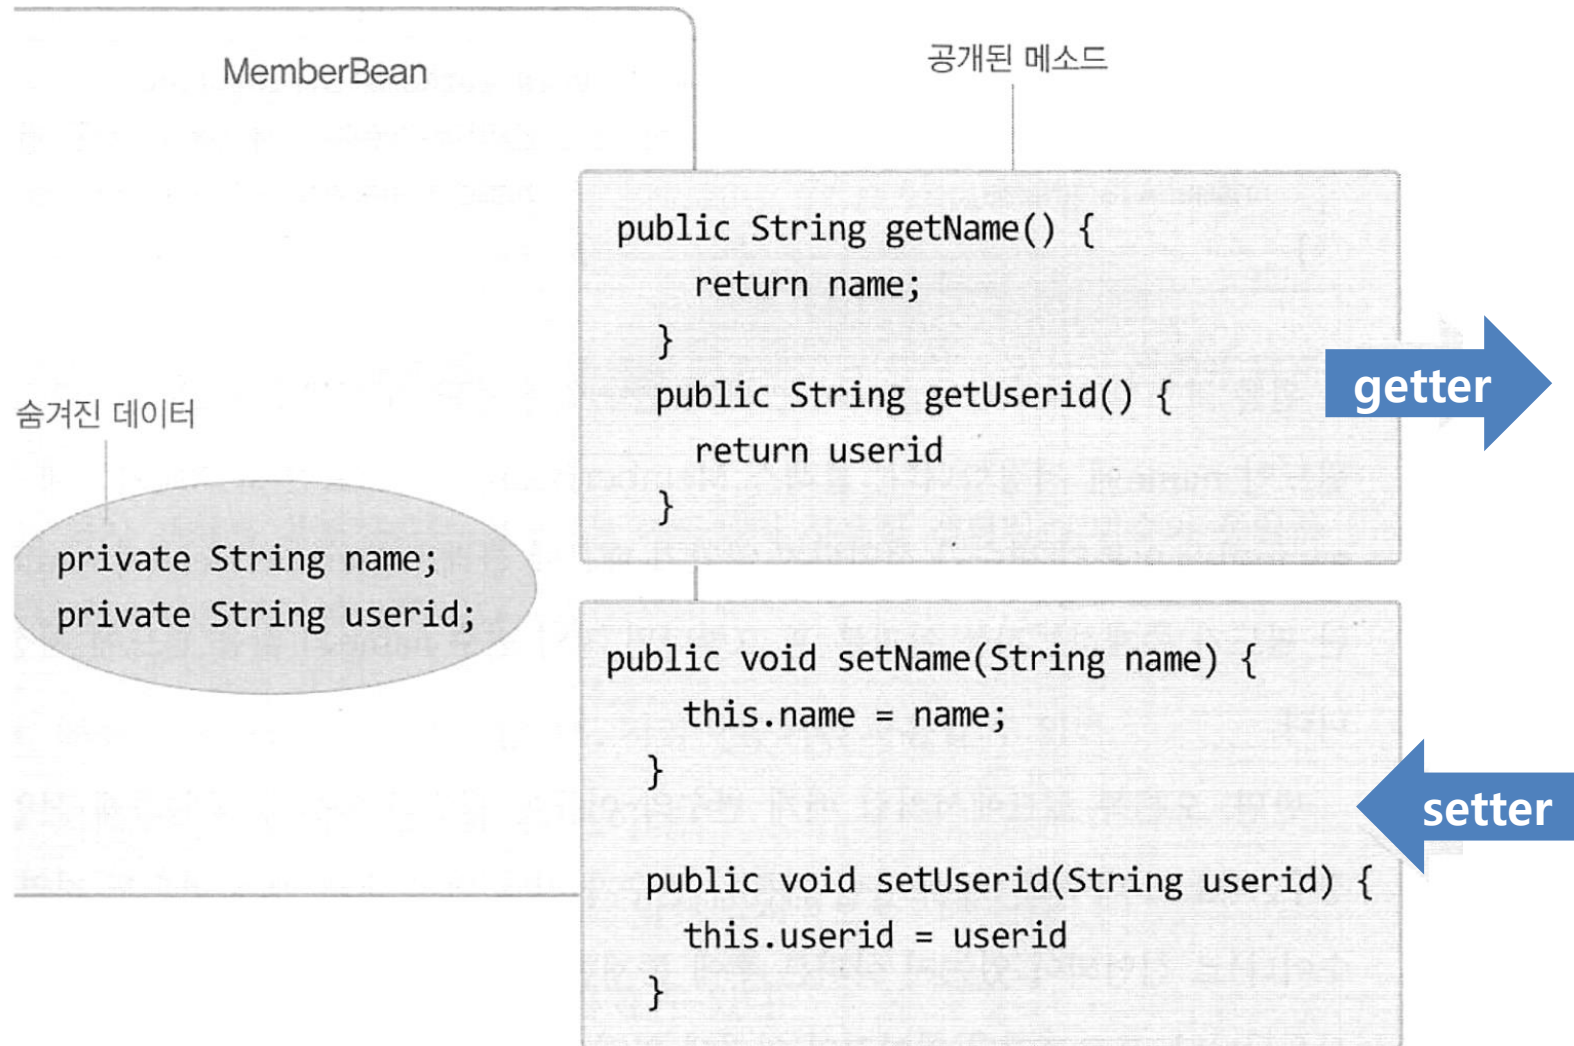 MemberBean
공개된 메소드
public String getName() {
return name;
}
public String getUserid() {
return userid
}
getter
숨겨진 데이터
private String name;
private String userid;
public void setName(String name) {
this.name = name;
}
public void setUserid(String userid) {
this.userid = userid
}
setter